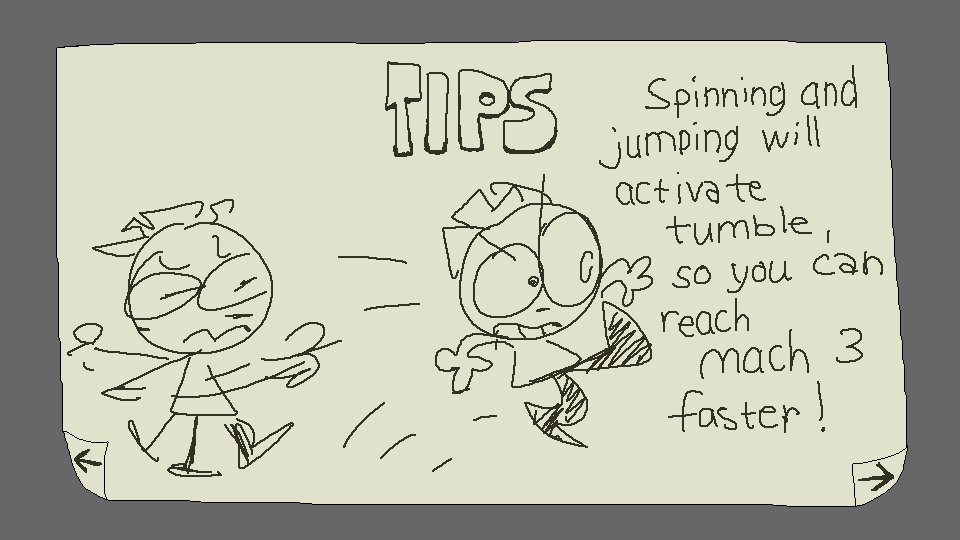 TIPS
Spinning and
jumping will
activate
tumble,
so you can
reach
mach 3
faster!